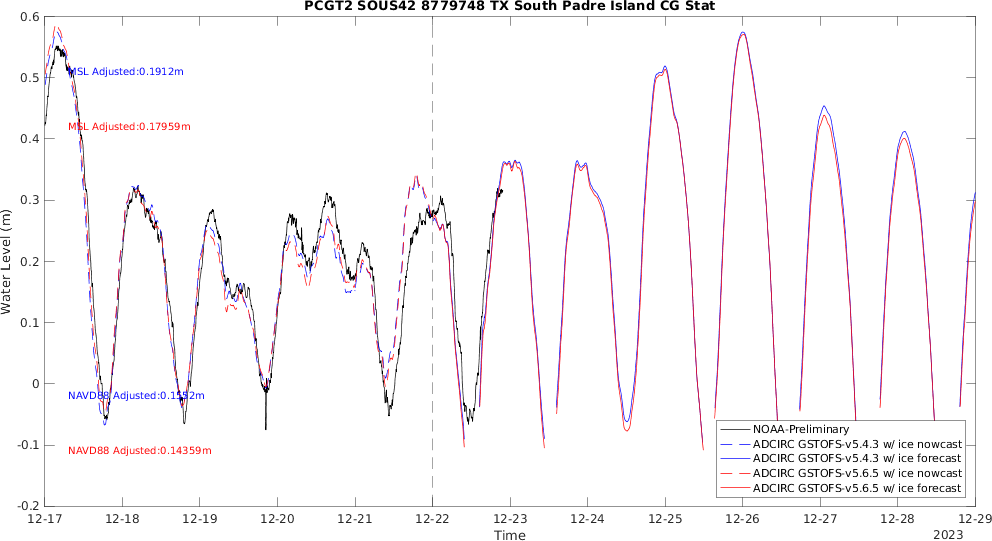 PCGT2 SOUS42 8779748 TX South Padre Island CG Stat
0.6
0.5
0.4
0.3
0.2
0.1
0
-0.1
-0.2
Water Level (m)
MSL Adjusted:0.1912m
MSL Adjusted:0.17959m
NAVD88 Adjusted:0.1552m
NAVD88 Adjusted:0.14359m
NOAA-Preliminary
ADCIRC GSTOFS-v5.4.3 w/ ice nowcast
ADCIRC GSTOFS-v5.4.3 w/ ice forecast
ADCIRC GSTOFS-v5.6.5 w/ ice nowcast
ADCIRC GSTOFS-v5.6.5 w/ ice forecast
12-17 12-18 12-19 12-20 12-21 12-22 12-23 12-24 12-25 12-26 12-27 12-28 12-29
Time
2023